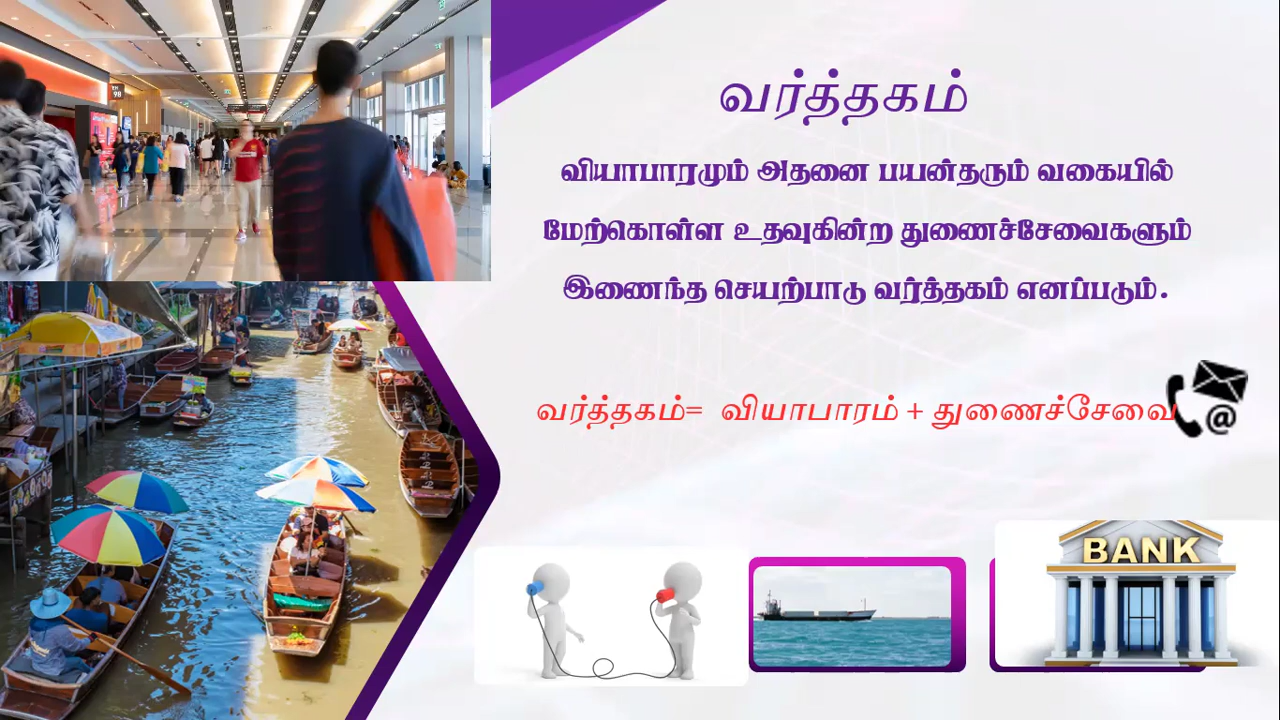 வர்த்தகம்
வியாபாரமும் அதனை பயன்தரும் வகையில்
மேற்கொள்ள உதவுகின்ற துணைச்சேவைகளும்
இணைந்த செயற்பாடு வர்த்தகம் எனப்படும்.
வர்த்தகம்= வியாபாரம் + துணைச்சேவை
@
BANK
98